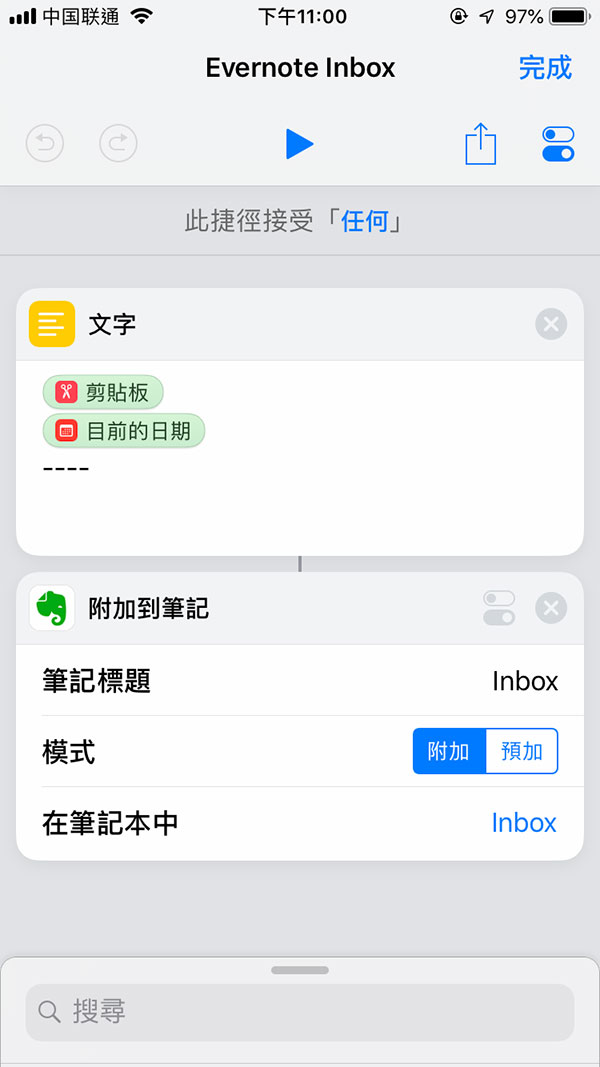 中国联通 下午11:00 97%
Evernote Inbox 完成
此捷徑接受「任何」
文字
剪貼板
目前的日期
----
附加到筆記
筆記標題 Inbox
模式 附加 預加
在筆記本中 Inbox
搜尋